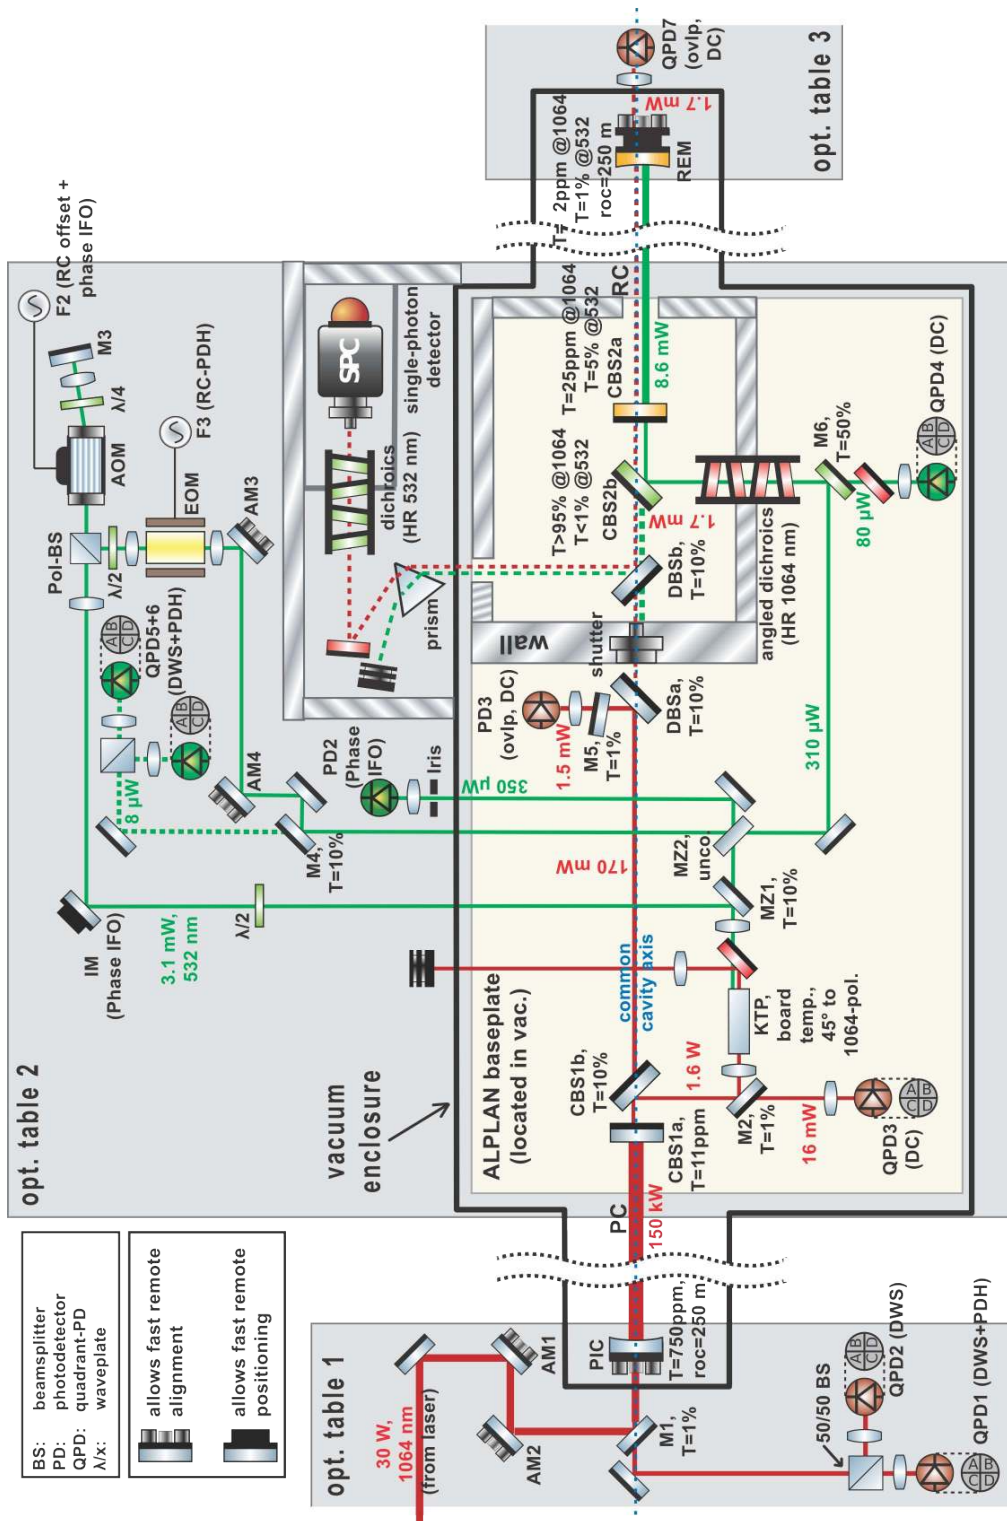 BS: beamsplitter
PD: photodetector
QPD: quadrant-PD
λ/x: waveplate
allows fast remote
alignment
allows fast remote
positioning
opt. table 1
30 W,
1064 nm
(from laser)
AM1
AM2
M1,
T=1%
PIC
T=750ppm,
roc=250 m
50/50 BS
QPD2 (DWS)
A B
C D
QPD1 (DWS+PDH)
A B
C D
opt. table 2
vacuum
enclosure
PC
150 kW
ALPLAN baseplate
(located in vac.)
CBS1a,
T=11ppm
CBS1b,
T=10%
1.6 W
M2,
T=1%
16 mW
QPD3
(DC)
A B
C D
KTP,
board
temp.,
45° to
1064-pol.
common
cavity axis
170 mW
MZ1,
T=10%
MZ2,
unco.
IM
(Phase IFO)
3.1 mW,
532 nm
λ/2
M4,
T=10%
8 µW
AM4
PD2
(Phase
IFO)
Iris
350 µW
QPD5+6
(DWS+PDH)
A B
C D
A B
C D
Pol-BS
λ/2
EOM
AM3
F3 (RC-PDH)
AOM
λ/4
M3
F2 (RC offset +
phase IFO)
PD3
(ovlp, DC)
1.5 mW
M5,
T=1%
DBSa,
T=10%
shutter
wall
prism
dichroics
(HR 532 nm)
SPC
single-photon
detector
DBSb,
T=10%
1.7 mW
T>95% @1064
T<1% @532
CBS2b
T=25ppm @1064
T=5% @532
CBS2a
RC
8.6 mW
angled dichroics
(HR 1064 nm)
310 µW
M6,
T=50%
80 µW
QPD4 (DC)
A B
C D
T= 2ppm @1064
T=1% @532
roc=250 m
REM
1.7 mW
QPD7
(ovlp,
DC)
opt. table 3